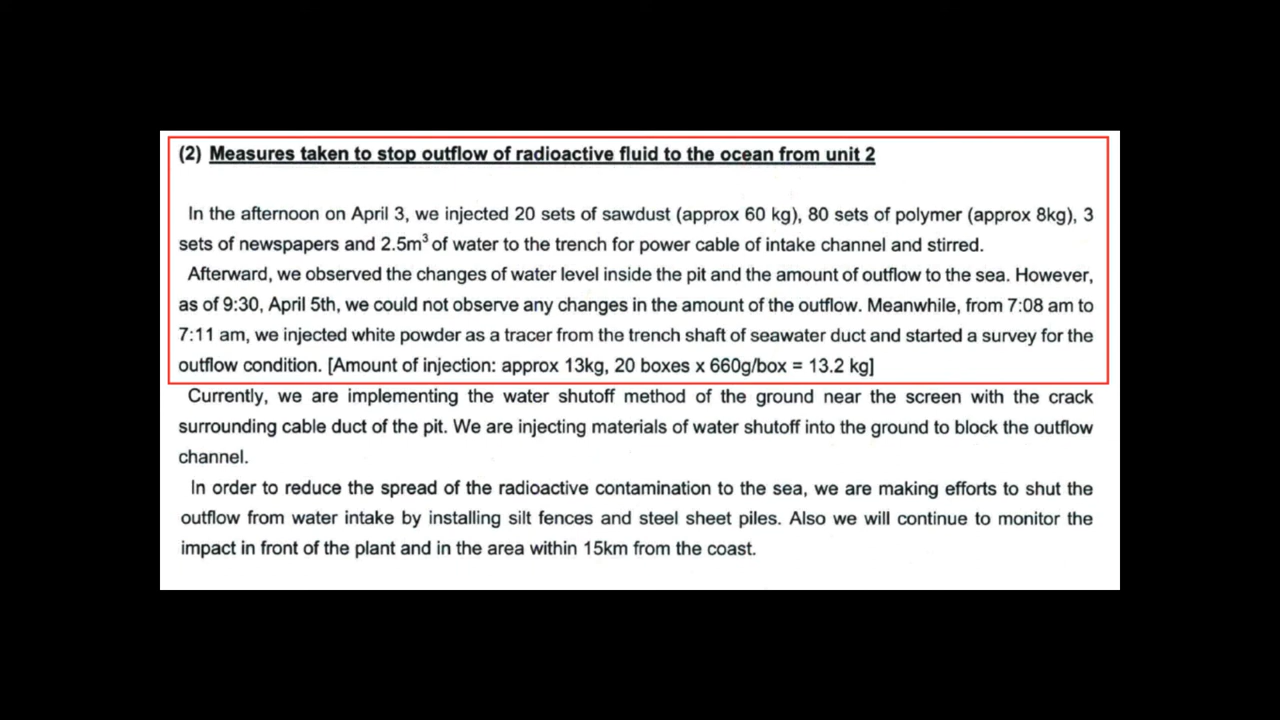 (2) Measures taken to stop outflow of radioactive fluid to the ocean from unit 2
In the afternoon on April 3, we injected 20 sets of sawdust (approx 60 kg), 80 sets of polymer (approx 8kg), 3
sets of newspapers and 2.5m³ of water to the trench for power cable of intake channel and stirred.
Afterward, we observed the changes of water level inside the pit and the amount of outflow to the sea. However,
as of 9:30, April 5th, we could not observe any changes in the amount of the outflow. Meanwhile, from 7:08 am to
7:11 am, we injected white powder as a tracer from the trench shaft of seawater duct and started a survey for the
outflow condition. [Amount of injection: approx 13kg, 20 boxes x 660g/box = 13.2 kg]
Currently, we are implementing the water shutoff method of the ground near the screen with the crack
surrounding cable duct of the pit. We are injecting materials of water shutoff into the ground to block the outflow
channel.
In order to reduce the spread of the radioactive contamination to the sea, we are making efforts to shut the
outflow from water intake by installing silt fences and steel sheet piles. Also we will continue to monitor the
impact in front of the plant and in the area within 15km from the coast.